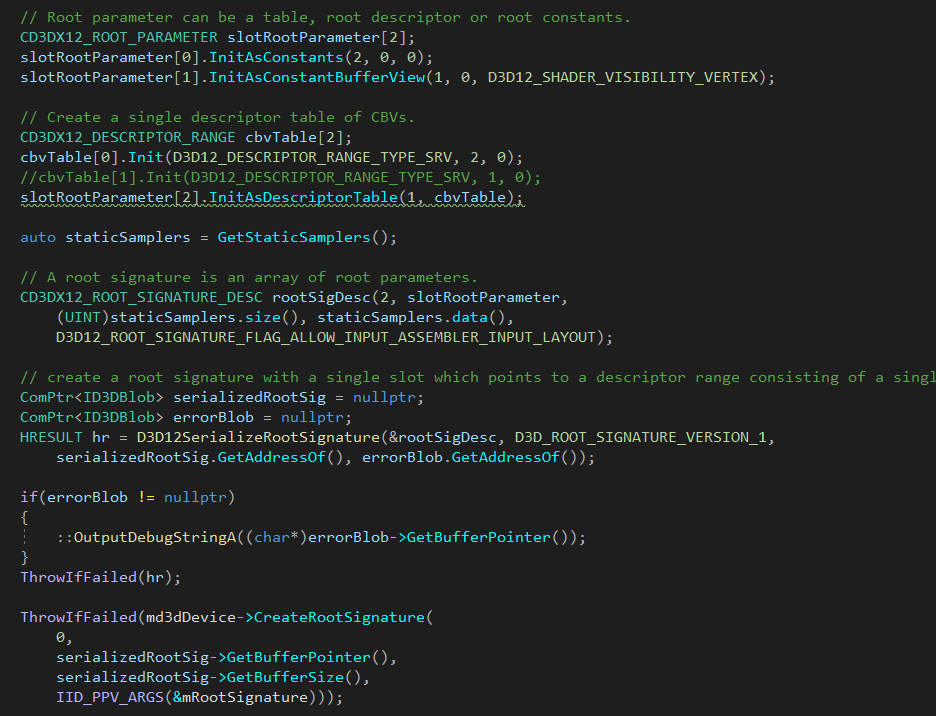 // Root parameter can be a table, root descriptor or root constants.
CD3DX12_ROOT_PARAMETER slotRootParameter[2];
slotRootParameter[0].InitAsConstants(2, 0, 0);
slotRootParameter[1].InitAsConstantBufferView(1, 0, D3D12_SHADER_VISIBILITY_VERTEX);
// Create a single descriptor table of CBVs.
CD3DX12_DESCRIPTOR_RANGE cbvTable[2];
cbvTable[0].Init(D3D12_DESCRIPTOR_RANGE_TYPE_SRV, 2, 0);
//cbvTable[1].Init(D3D12_DESCRIPTOR_RANGE_TYPE_SRV, 1, 0);
slotRootParameter[2].InitAsDescriptorTable(1, cbvTable);
auto staticSamplers = GetStaticSamplers();
// A root signature is an array of root parameters.
CD3DX12_ROOT_SIGNATURE_DESC rootSigDesc(2, slotRootParameter,
(UINT)staticSamplers.size(), staticSamplers.data(),
D3D12_ROOT_SIGNATURE_FLAG_ALLOW_INPUT_ASSEMBLER_INPUT_LAYOUT);
// create a root signature with a single slot which points to a descriptor range consisting of a singl
ComPtr<ID3DBlob> serializedRootSig = nullptr;
ComPtr<ID3DBlob> errorBlob = nullptr;
HRESULT hr = D3D12SerializeRootSignature(&rootSigDesc, D3D_ROOT_SIGNATURE_VERSION_1,
serializedRootSig.GetAddressOf(), errorBlob.GetAddressOf());
if(errorBlob != nullptr)
{
::OutputDebugStringA((char*)errorBlob->GetBufferPointer());
}
ThrowIfFailed(hr);
ThrowIfFailed(md3dDevice->CreateRootSignature(
0,
serializedRootSig->GetBufferPointer(),
serializedRootSig->GetBufferSize(),
IID_PPV_ARGS(&mRootSignature)));